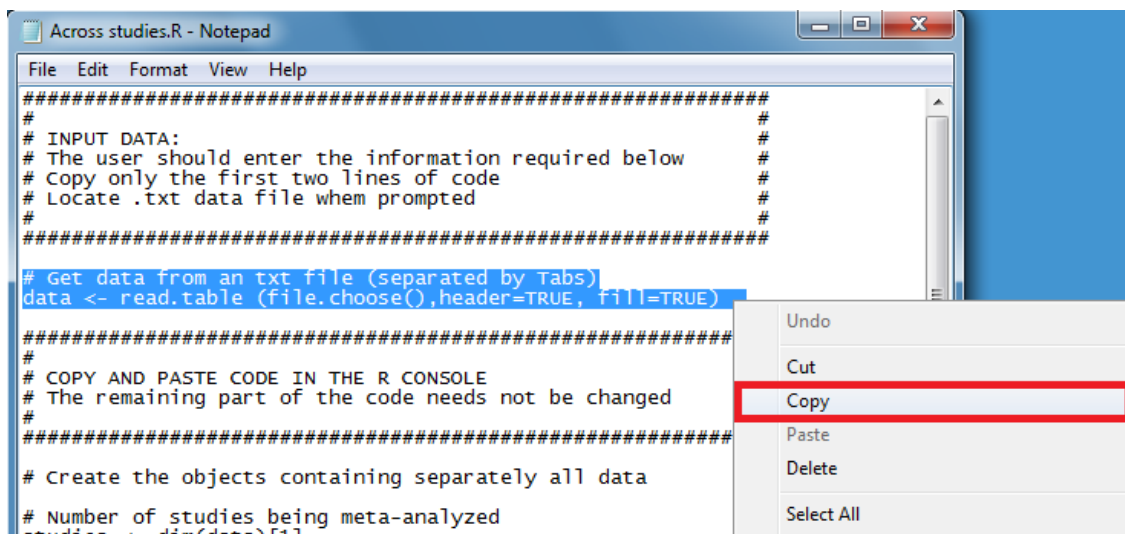 Across studies.R - Notepad
File Edit Format View Help
#############################################################
# #
# INPUT DATA: #
# The user should enter the information required below #
# Copy only the first two lines of code #
# Locate .txt data file whem prompted #
# #
#############################################################
# Get data from an txt file (separated by Tabs)
data <- read.table (file.choose(),header=TRUE, fill=TRUE)
##########################################################
#
# COPY AND PASTE CODE IN THE R CONSOLE
# The remaining part of the code needs not be changed
#
##########################################################
# Create the objects containing separately all data
# Number of studies being meta-analyzed
studies <- dim(data)[1]
Undo
Cut
Copy
Paste
Delete
Select All